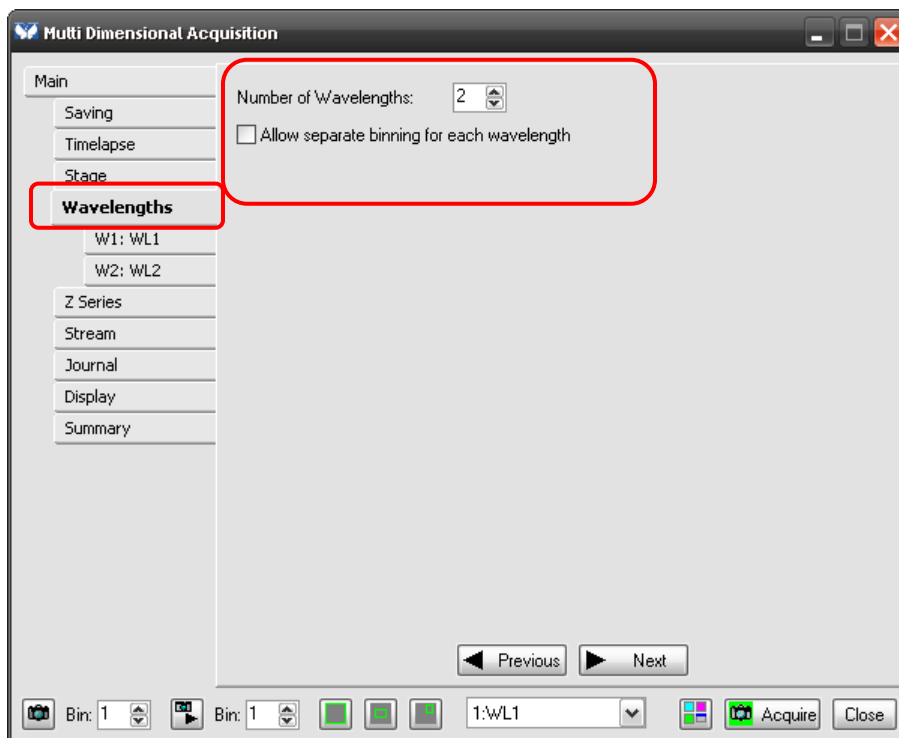 Multi Dimensional Acquisition
Main
Saving
Timelapse
Stage
Wavelengths
W1: WL1
W2: WL2
Z Series
Stream
Journal
Display
Summary
Number of Wavelengths: 2
Allow separate binning for each wavelength
Previous Next
Bin: 1 Bin: 1 1:WL1 Acquire Close